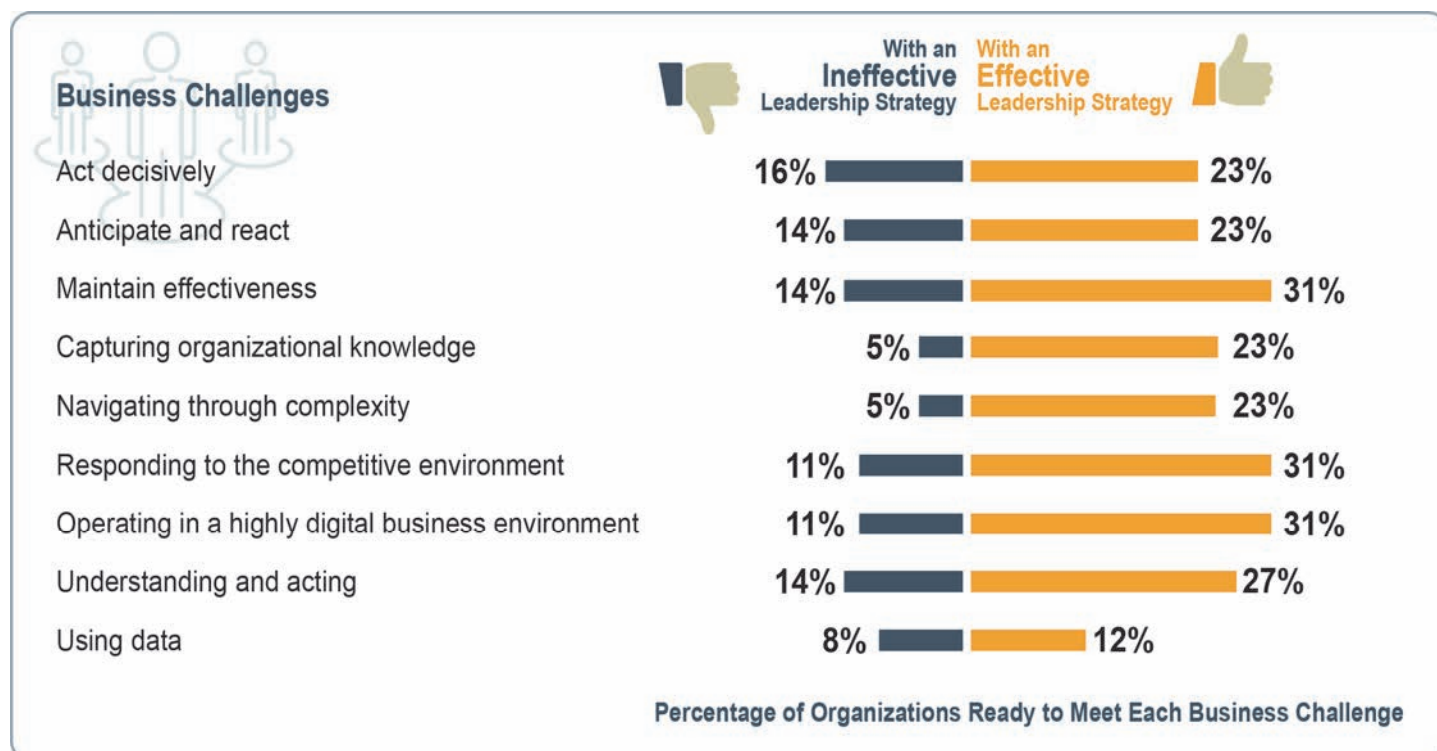 Business Challenges
With an
Ineffective
Leadership Strategy
With an
Effective
Leadership Strategy
Act decisively 16% 23%
Anticipate and react 14% 23%
Maintain effectiveness 14% 31%
Capturing organizational knowledge 5% 23%
Navigating through complexity 5% 23%
Responding to the competitive environment 11% 31%
Operating in a highly digital business environment 11% 31%
Understanding and acting 14% 27%
Using data 8% 12%
Percentage of Organizations Ready to Meet Each Business Challenge